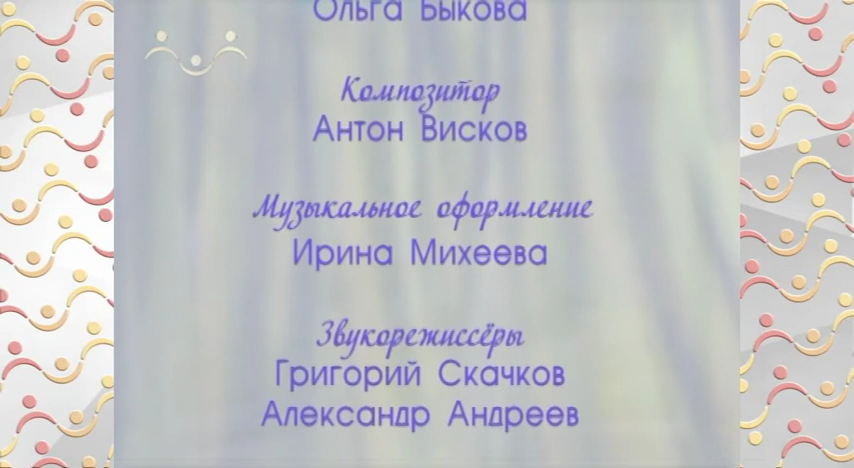 Ольга Быкова
Композитор
Антон Висков
Музыкальное оформление
Ирина Михеева
Звукорежиссёры
Григорий Скачков
Александр Андреев